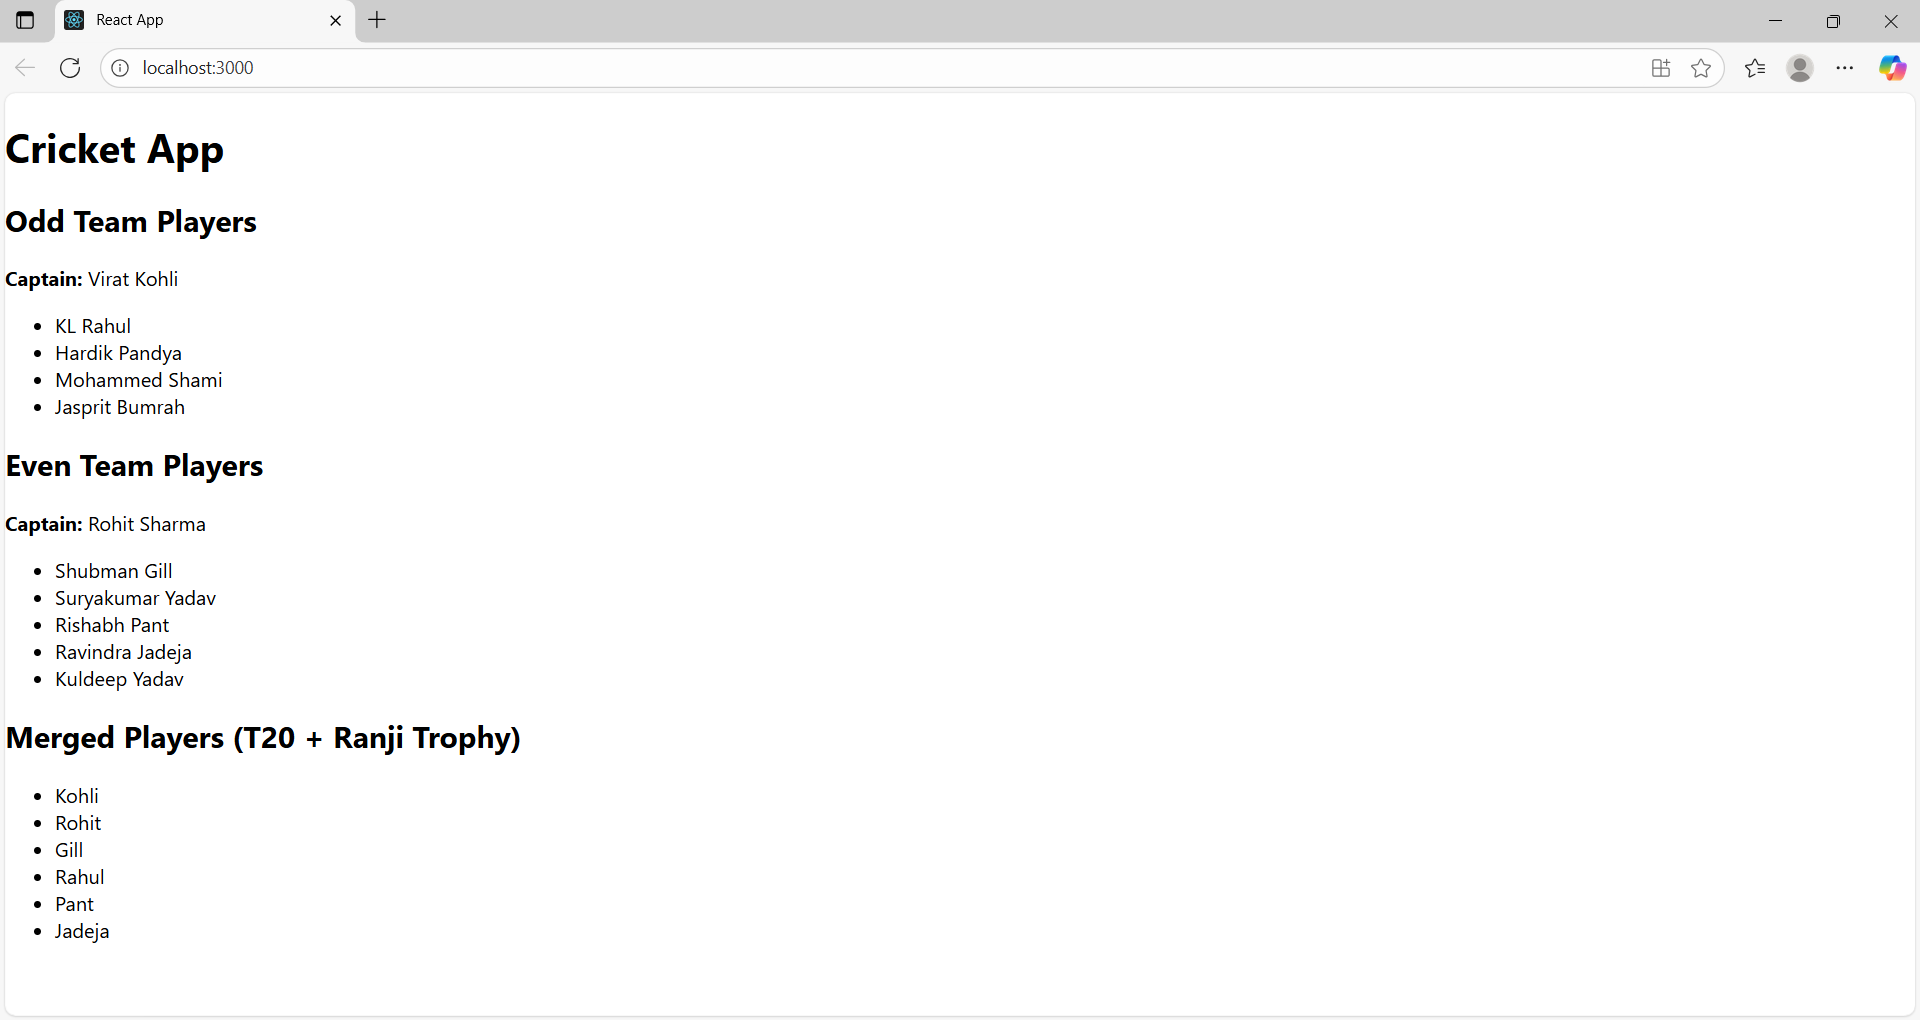 React App
localhost:3000
Cricket App
Odd Team Players
Captain: Virat Kohli
KL Rahul
Hardik Pandya
Mohammed Shami
Jasprit Bumrah
Even Team Players
Captain: Rohit Sharma
Shubman Gill
Suryakumar Yadav
Rishabh Pant
Ravindra Jadeja
Kuldeep Yadav
Merged Players (T20 + Ranji Trophy)
Kohli
Rohit
Gill
Rahul
Pant
Jadeja